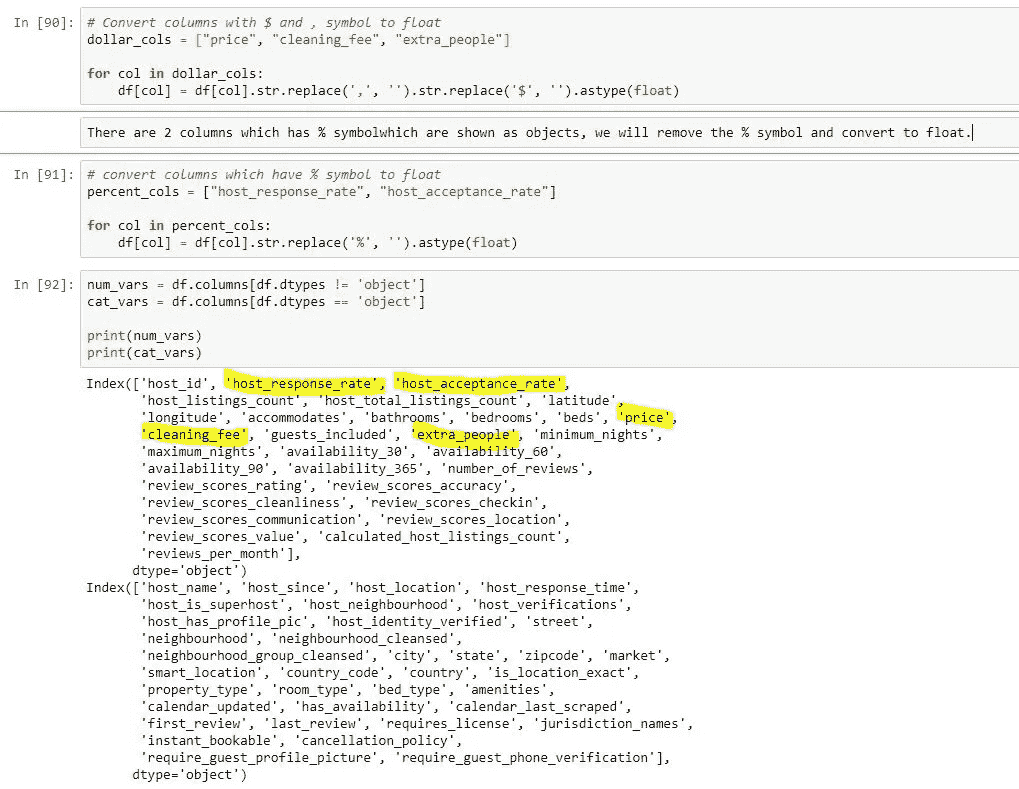 In [90]: # Convert columns with $ and , symbol to float
dollar_cols = ["price", "cleaning_fee", "extra_people"]
for col in dollar_cols:
df[col] = df[col].str.replace(',', '').str.replace('$', '').astype(float)
There are 2 columns which has % symbolwhich are shown as objects, we will remove the % symbol and convert to float.
In [91]: # convert columns which have % symbol to float
percent_cols = ["host_response_rate", "host_acceptance_rate"]
for col in percent_cols:
df[col] = df[col].str.replace('%', '').astype(float)
In [92]: num_vars = df.columns[df.dtypes != 'object']
cat_vars = df.columns[df.dtypes == 'object']
print(num_vars)
print(cat_vars)
Index(['host_id', 'host_response_rate', 'host_acceptance_rate',
'host_listings_count', 'host_total_listings_count', 'latitude',
'longitude', 'accommodates', 'bathrooms', 'bedrooms', 'beds', 'price',
'cleaning_fee', 'guests_included', 'extra_people', 'minimum_nights',
'maximum_nights', 'availability_30', 'availability_60',
'availability_90', 'availability_365', 'number_of_reviews',
'review_scores_rating', 'review_scores_accuracy',
'review_scores_cleanliness', 'review_scores_checkin',
'review_scores_communication', 'review_scores_location',
'review_scores_value', 'calculated_host_listings_count',
'reviews_per_month'],
dtype='object')
Index(['host_name', 'host_since', 'host_location', 'host_response_time',
'host_is_superhost', 'host_neighbourhood', 'host_verifications',
'host_has_profile_pic', 'host_identity_verified', 'street',
'neighbourhood', 'neighbourhood_cleansed',
'neighbourhood_group_cleansed', 'city', 'state', 'zipcode', 'market',
'smart_location', 'country_code', 'country', 'is_location_exact',
'property_type', 'room_type', 'bed_type', 'amenities',
'calendar_updated', 'has_availability', 'calendar_last_scraped',
'first_review', 'last_review', 'requires_license', 'jurisdiction_names',
'instant_bookable', 'cancellation_policy',
'require_guest_profile_picture', 'require_guest_phone_verification'],
dtype='object')